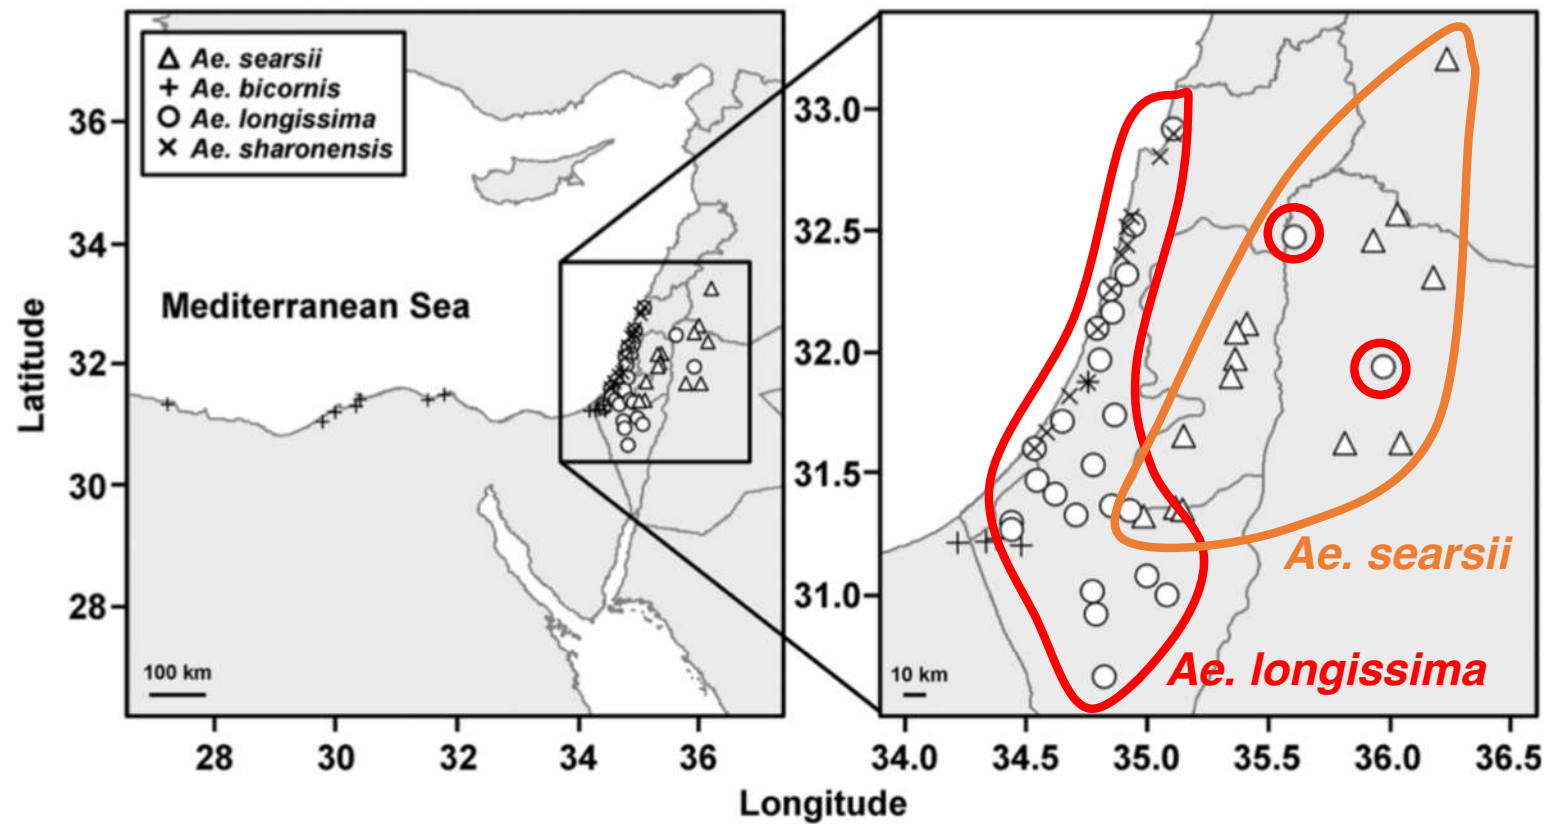 Ae. searsii
Ae. bicornis
Ae. longissima
Ae. sharonensis
36
34
32
30
28
Latitude
Mediterranean Sea
100 km
28
30
32
34
36
33.0
32.5
32.0
31.5
31.0
Ae. searsii
Ae. longissima
10 km
34.0
34.5
35.0
35.5
36.0
36.5
Longitude